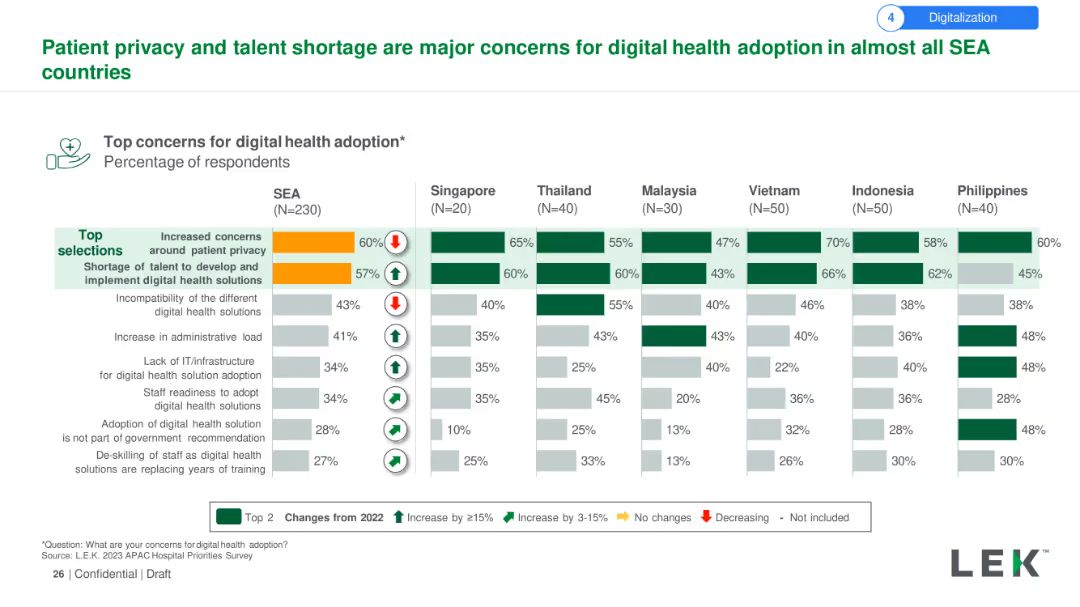 4 Digitalization
Patient privacy and talent shortage are major concerns for digital health adoption in almost all SEA
countries
Top concerns for digital health adoption*
Percentage of respondents
SEA
(N=230)
Singapore
(N=20)
Thailand
(N=40)
Malaysia
(N=30)
Vietnam
(N=50)
Indonesia
(N=50)
Philippines
(N=40)
Top
selections
Increased concerns
around patient privacy
60% 65% 55% 47% 70% 58% 60%
Shortage of talent to develop and
implement digital health solutions
57% 60% 60% 43% 66% 62% 45%
Incompatibility of the different
digital health solutions
43% 40% 55% 40% 46% 38% 38%
Increase in administrative load
41% 35% 43% 43% 40% 36% 48%
Lack of IT/infrastructure
for digital health solution adoption
34% 35% 25% 40% 22% 40% 48%
Staff readiness to adopt
digital health solutions
34% 35% 45% 20% 36% 36% 28%
Adoption of digital health solution
is not part of government recommendation
28% 10% 25% 13% 32% 28% 48%
De-skilling of staff as digital health
solutions are replacing years of training
27% 25% 33% 13% 26% 30% 30%
Top 2 Changes from 2022 Increase by ≥15% Increase by 3-15% No changes Decreasing - Not included
*Question: What are your concerns for digital health adoption?
Source: L.E.K. 2023 APAC Hospital Priorities Survey
26 | Confidential | Draft
LEK™